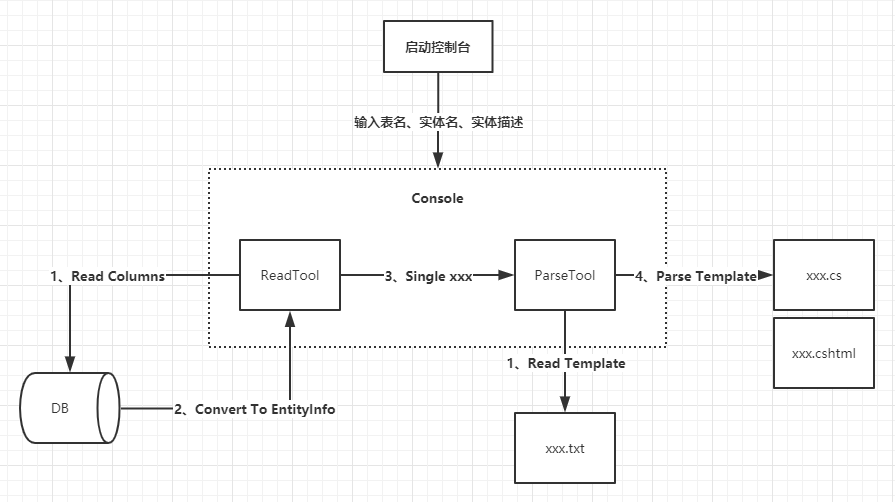 启动控制台
输入表名、实体名、实体描述
Console
1、Read Columns
ReadTool
3、Single xxx
ParseTool
4、Parse Template
xxx.cs
xxx.cshtml
1、Read Template
DB
2、Convert To EntityInfo
xxx.txt